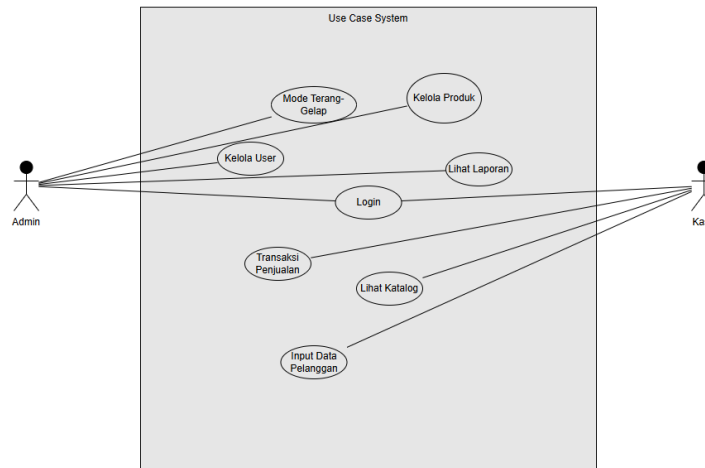 Use Case System
Mode Terang-
Gelap
Kelola Produk
Kelola User
Lihat Laporan
Login
Admin
Transaksi
Penjualan
Lihat Katalog
Input Data
Pelanggan